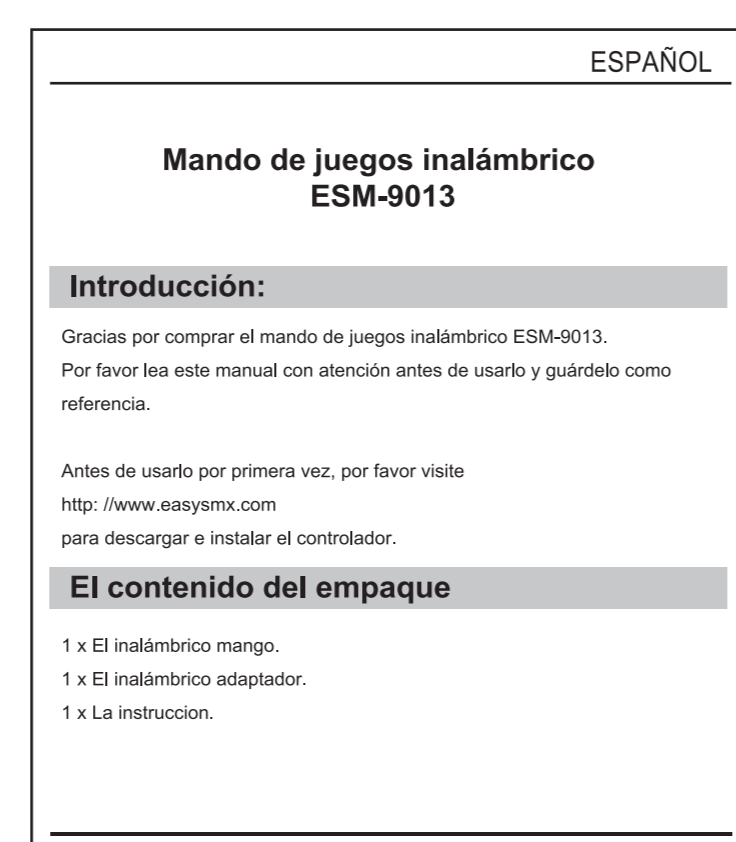 ESPAÑOL
Mando de juegos inalámbrico
ESM-9013
Introducción:
Gracias por comprar el mando de juegos inalámbrico ESM-9013.
Por favor lea este manual con atención antes de usarlo y guárdelo como
referencia.
Antes de usarlo por primera vez, por favor visite
http: //www.easysmx.com
para descargar e instalar el controlador.
El contenido del empaque
1 x El inalámbrico mango.
1 x El inalámbrico adaptador.
1 x La instruccion.